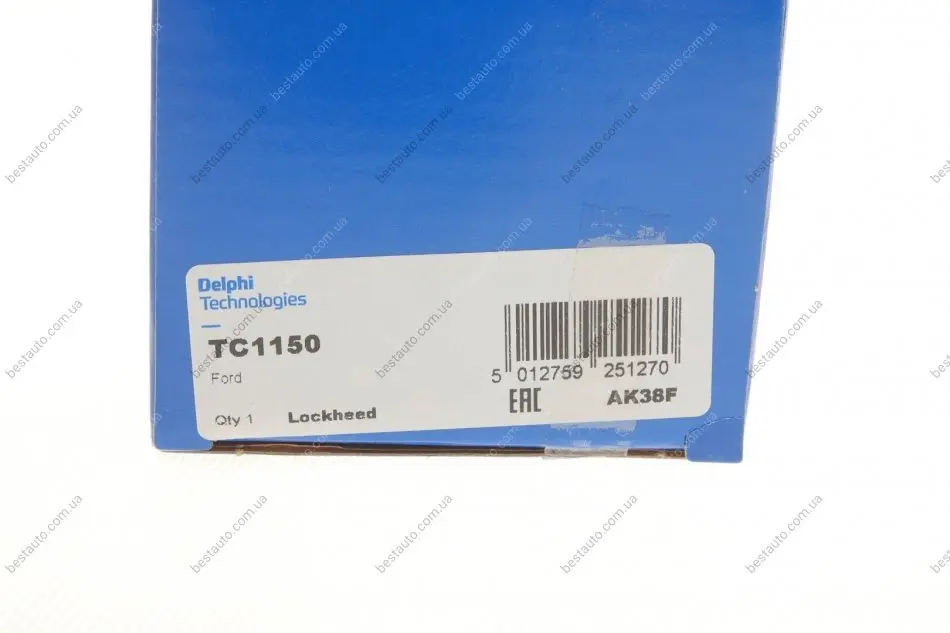 Delphi
Technologies
TC1150
Ford
Qty 1 Lockheed
5 012759 251270
EAC AK38F
bestauto.com.ua